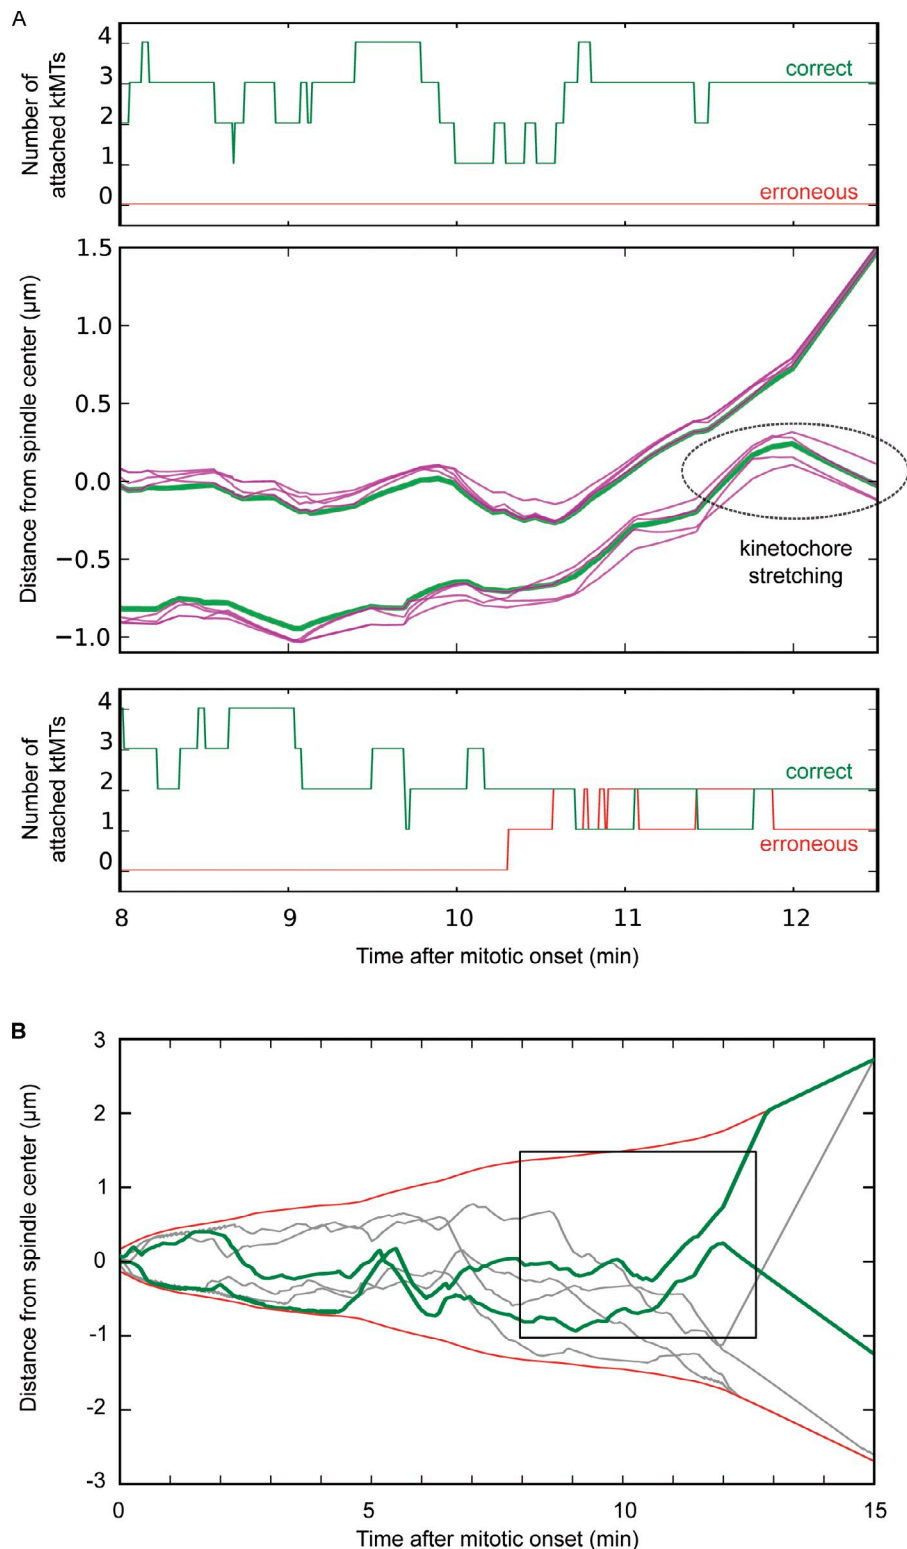 A
Number of
attached ktMTs
4
3
2
1
0
correct
erroneous
Distance from spindle center (µm)
1.5
1.0
0.5
0.0
−0.5
−1.0
kinetochore
stretching
Number of
attached ktMTs
4
3
2
1
0
correct
erroneous
8 9 10 11 12
Time after mitotic onset (min)
B
Distance from spindle center (µm)
3
2
1
0
-1
-2
-3
0 5 10 15
Time after mitotic onset (min)